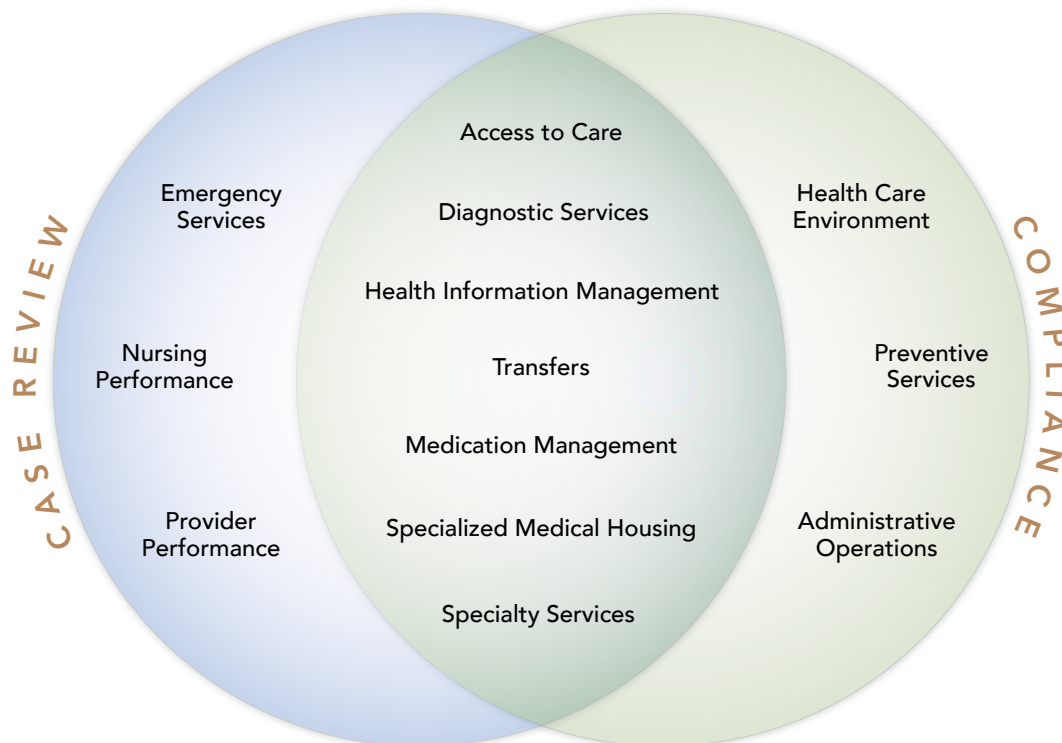 CASE REVIEW
Emergency
Services
Nursing
Performance
Provider
Performance
Access to Care
Diagnostic Services
Health Information Management
Transfers
Medication Management
Specialized Medical Housing
Specialty Services
Health Care
Environment
Preventive
Services
Administrative
Operations
COMPLIANCE